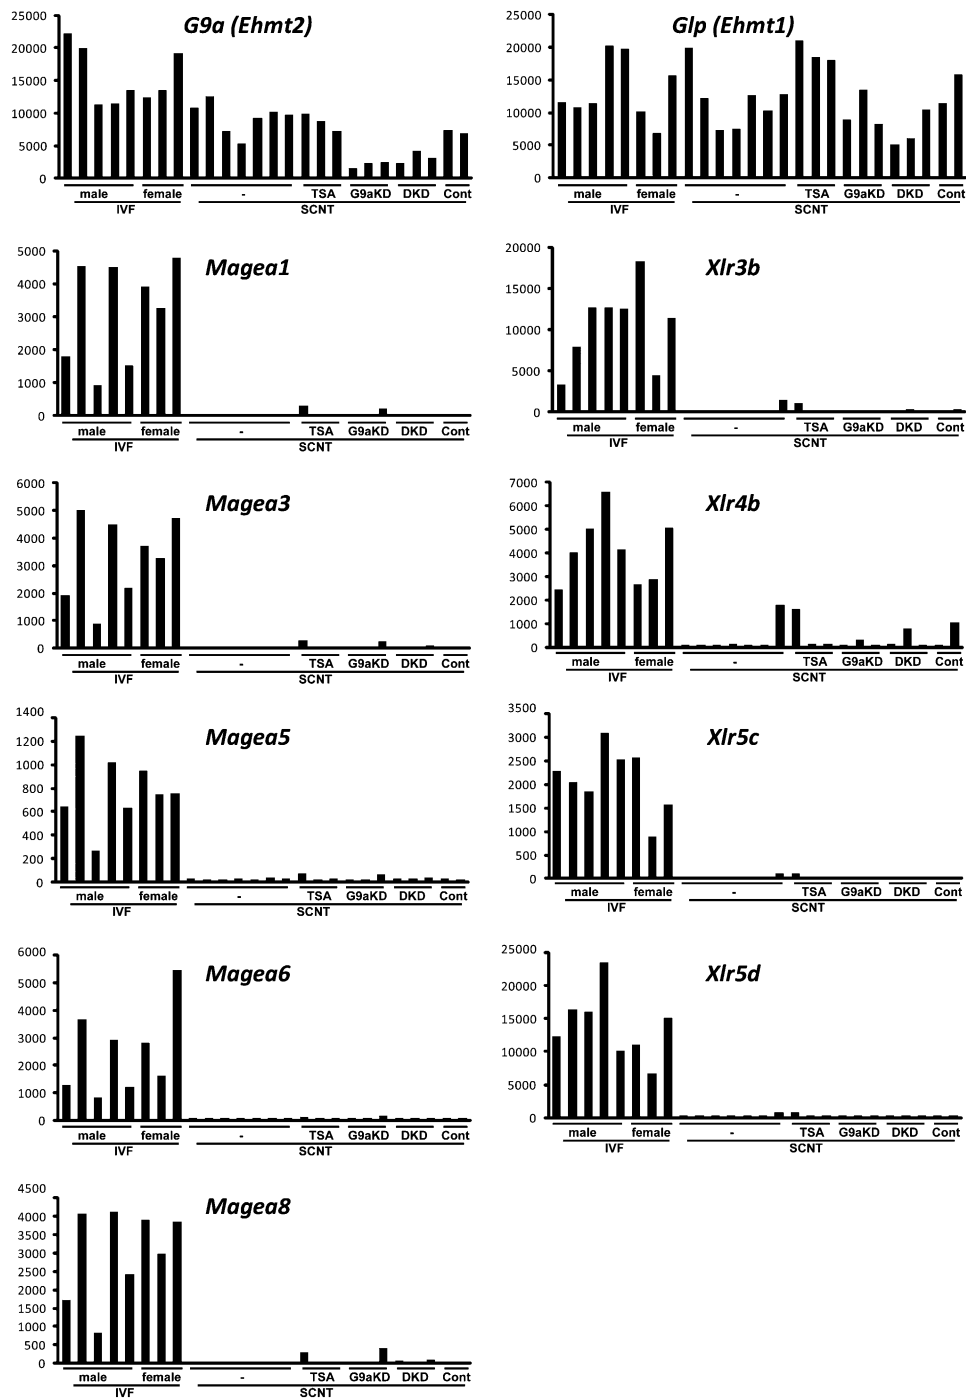 G9a (Ehmt2)
25000
20000
15000
10000
5000
0
male female - TSA G9aKD DKD Cont
IVF SCNT
Glp (Ehmt1)
25000
20000
15000
10000
5000
0
male female - TSA G9aKD DKD Cont
IVF SCNT
Magea1
5000
4000
3000
2000
1000
0
male female - TSA G9aKD DKD Cont
IVF SCNT
Xlr3b
20000
15000
10000
5000
0
male female - TSA G9aKD DKD Cont
IVF SCNT
Magea3
6000
5000
4000
3000
2000
1000
0
male female - TSA G9aKD DKD Cont
IVF SCNT
Xlr4b
7000
6000
5000
4000
3000
2000
1000
0
male female - TSA G9aKD DKD Cont
IVF SCNT
Magea5
1400
1200
1000
800
600
400
200
0
male female - TSA G9aKD DKD Cont
IVF SCNT
Xlr5c
3500
3000
2500
2000
1500
1000
500
0
male female - TSA G9aKD DKD Cont
IVF SCNT
Magea6
6000
5000
4000
3000
2000
1000
0
male female - TSA G9aKD DKD Cont
IVF SCNT
Xlr5d
25000
20000
15000
10000
5000
0
male female - TSA G9aKD DKD Cont
IVF SCNT
Magea8
4500
4000
3500
3000
2500
2000
1500
1000
500
0
male female - TSA G9aKD DKD Cont
IVF SCNT